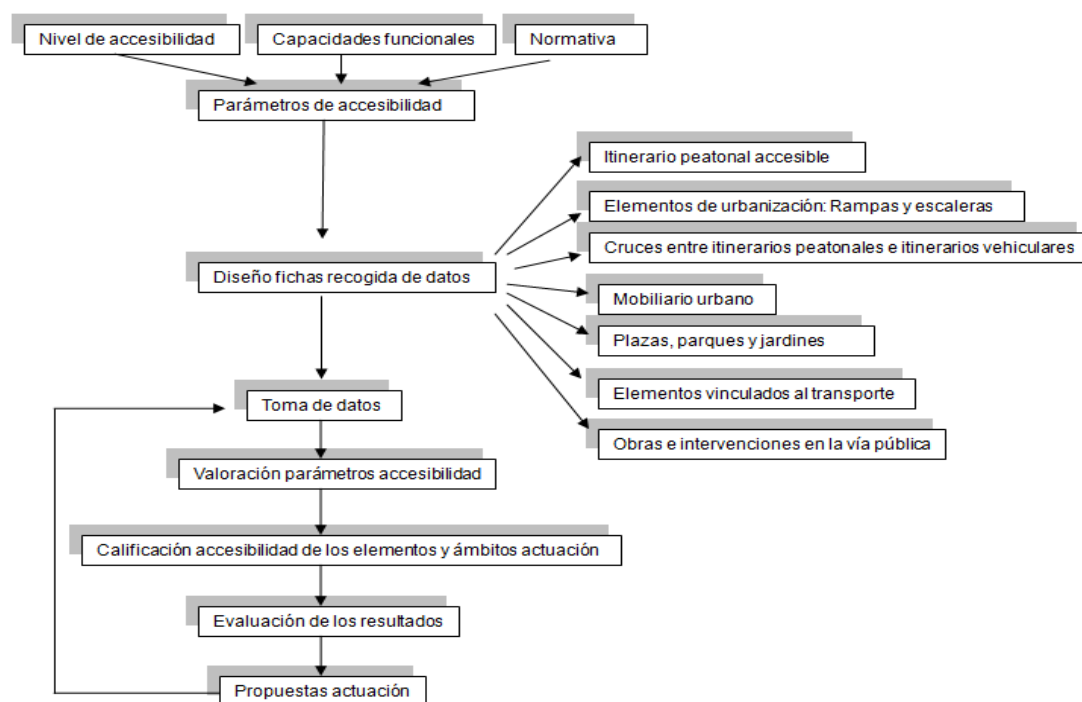 Nivel de accesibilidad
Capacidades funcionales
Normativa
Parámetros de accesibilidad
Itinerario peatonal accesible
Elementos de urbanización: Rampas y escaleras
Cruces entre itinerarios peatonales e itinerarios vehiculares
Diseño fichas recogida de datos
Mobiliario urbano
Plazas, parques y jardines
Elementos vinculados al transporte
Toma de datos
Obras e intervenciones en la vía pública
Valoración parámetros accesibilidad
Calificación accesibilidad de los elementos y ámbitos actuación
Evaluación de los resultados
Propuestas actuación